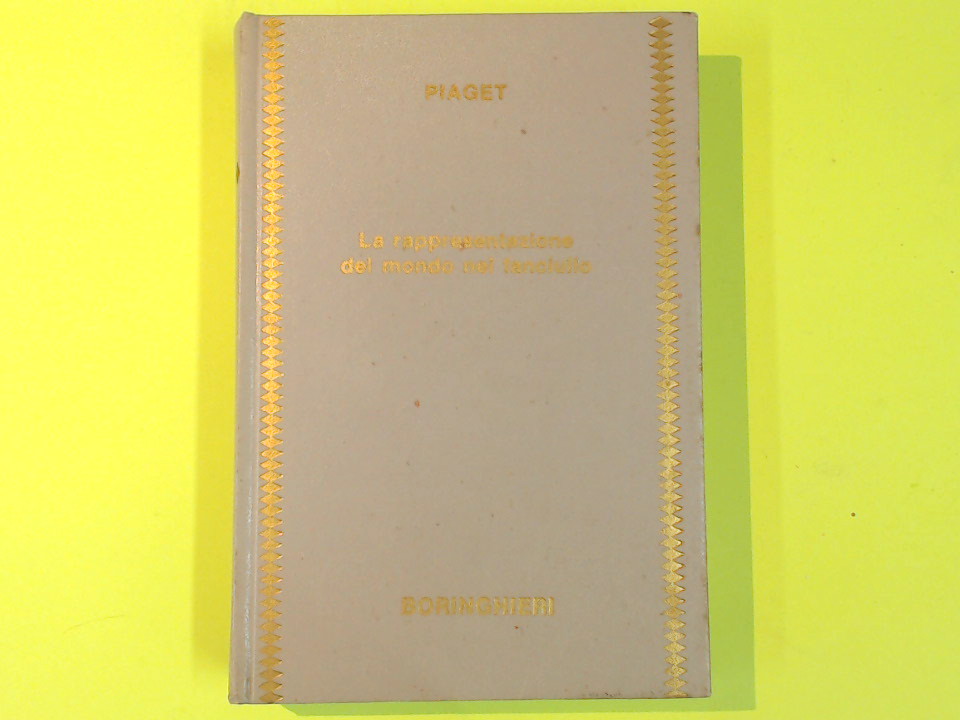 PIAGET
La rappresentazione
del mondo nel fanciullo
BORINGHIERI